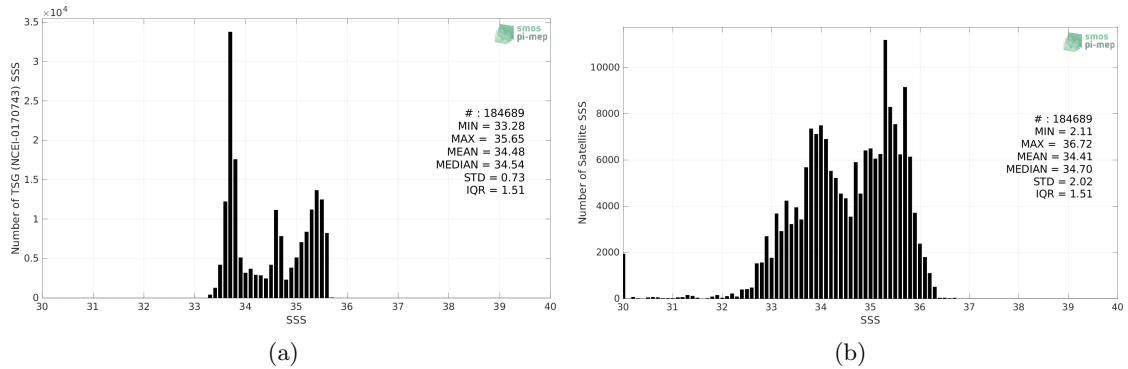 ×10⁴
3.5
3
2.5
2
1.5
1
0.5
0
30 31 32 33 34 35 36 37 38 39 40
SSS
Number of TSG (NCEI-0170743) SSS
smos
pi-mep
# : 184689
MIN = 33.28
MAX = 35.65
MEAN = 34.48
MEDIAN = 34.54
STD = 0.73
IQR = 1.51
(a)
10000
8000
6000
4000
2000
0
30 31 32 33 34 35 36 37 38 39 40
SSS
Number of Satellite SSS
smos
pi-mep
# : 184689
MIN = 2.11
MAX = 36.72
MEAN = 34.41
MEDIAN = 34.70
STD = 2.02
IQR = 1.51
(b)